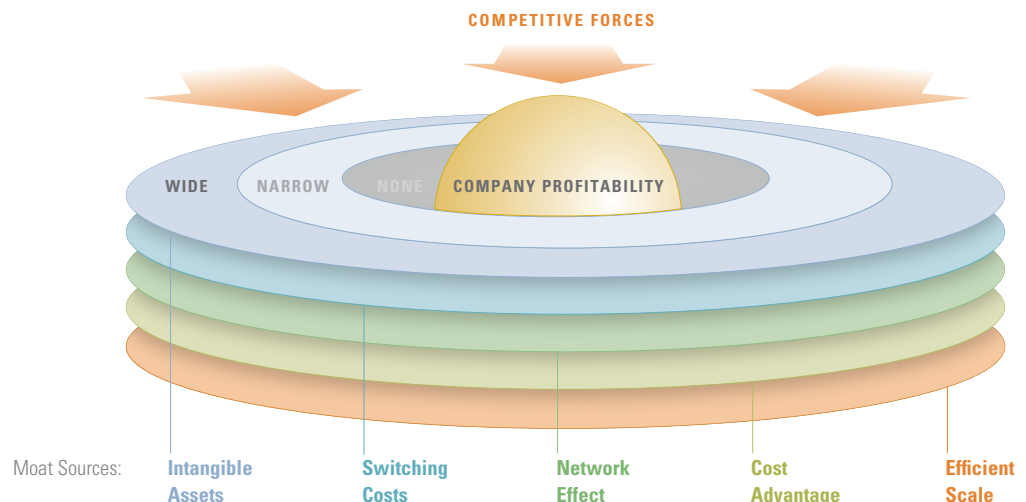 COMPETITIVE FORCES
WIDE
NARROW
NONE
COMPANY PROFITABILITY
Moat Sources:
Intangible
Assets
Switching
Costs
Network
Effect
Cost
Advantage
Efficient
Scale